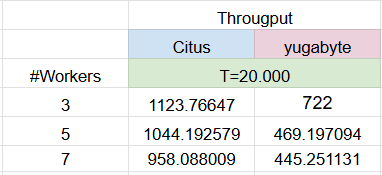 Througput
Citus yugabyte
#Workers T=20.000
3 1123.76647 722
5 1044.192579 469.197094
7 958.088009 445.251131